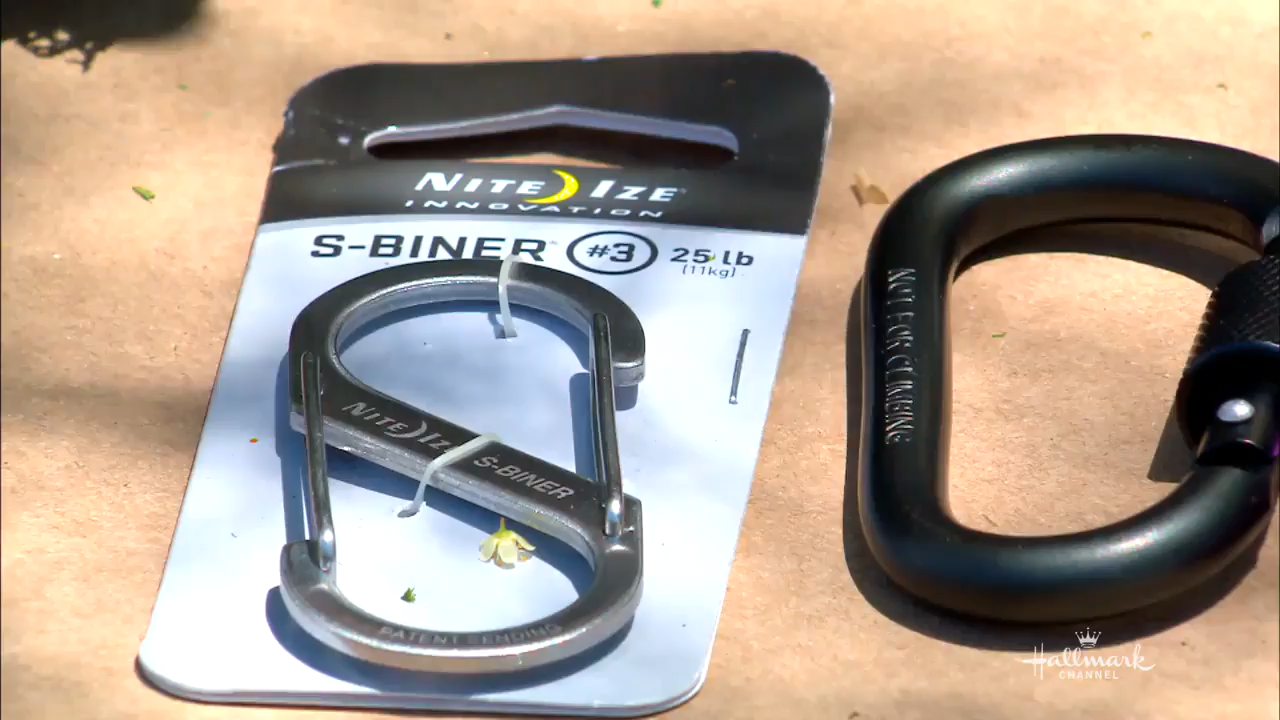 NITE IZE
INNOVATION
S-BINER #3 25 lb
(11kg)
NITE IZE S-BINER
PATENT PENDING
NOT FOR CLIMBING
Hallmark
CHANNEL